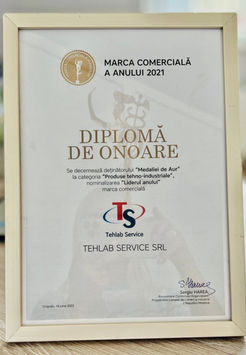 MARCA COMERCIALĂ
A ANULUI 2021
DIPLOMĂ
DE ONOARE
Se decernează deținătorului "Medaliei de Aur"
la categoria "Produse tehno-industriale",
nominalizarea "Liderul anului"
marca comercială
TS
Tehlab Service
TEHLAB SERVICE SRL
Sergiu HAREA,